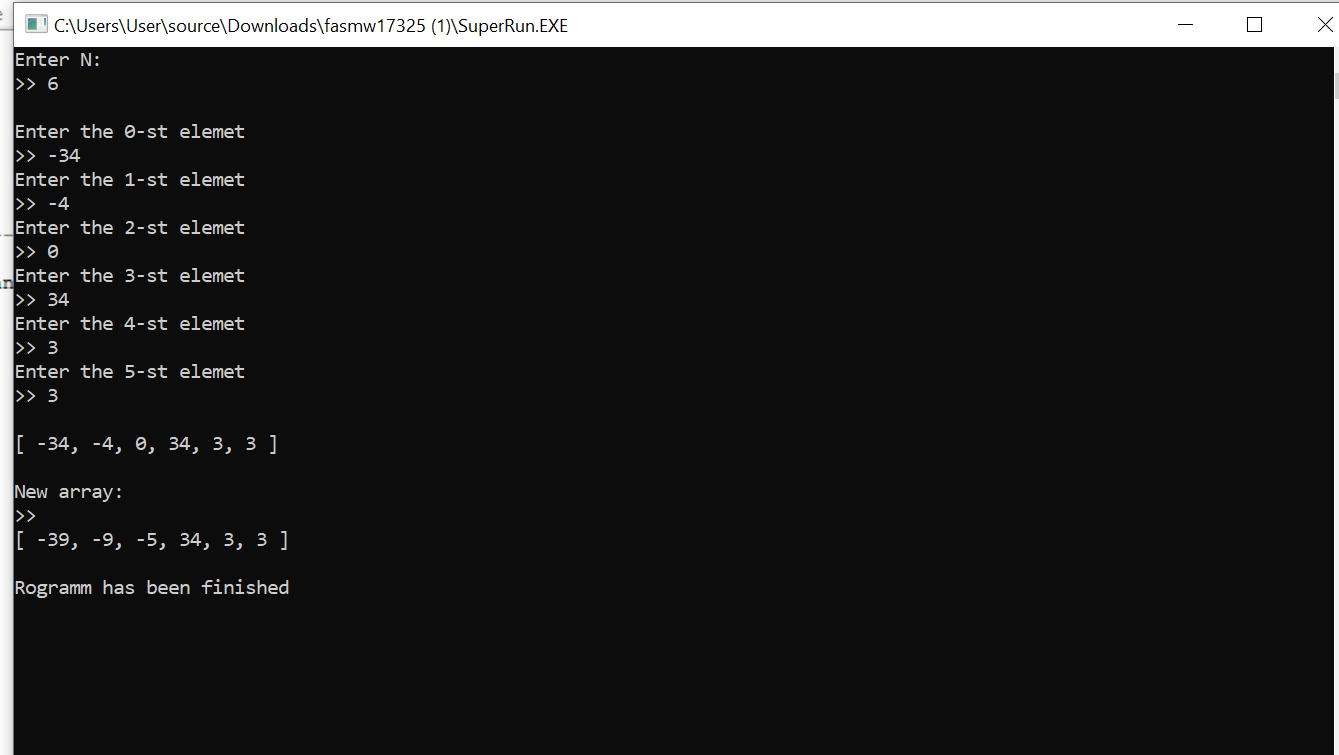 C:\Users\User\source\Downloads\fasmw17325 (1)\SuperRun.EXE
Enter N:
>> 6
Enter the 0-st elemet
>> -34
Enter the 1-st elemet
>> -4
Enter the 2-st elemet
>> 0
Enter the 3-st elemet
>> 34
Enter the 4-st elemet
>> 3
Enter the 5-st elemet
>> 3
[ -34, -4, 0, 34, 3, 3 ]
New array:
>>
[ -39, -9, -5, 34, 3, 3 ]
Rogramm has been finished